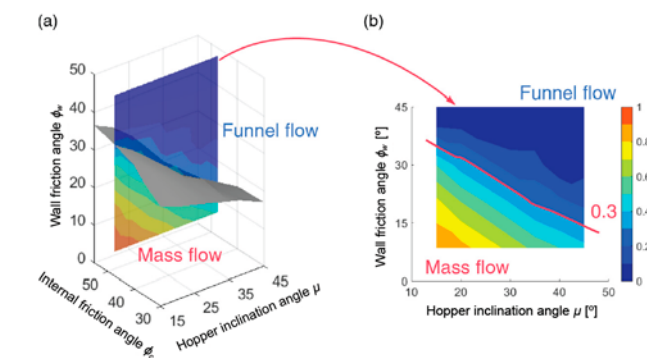 (a)
(b)
50
40
30
20
10
0
Wall friction angle ϕw
Funnel flow
Mass flow
50
40
30
Internal friction angle ϕe
15
25
35
45
Hopper inclination angle μ
Funnel flow
45
30
15
0
Wall friction angle ϕw [º]
Mass flow
0.3
10
20
30
40
50
Hopper inclination angle μ [º]
1
0.8
0.6
0.4
0.2
0